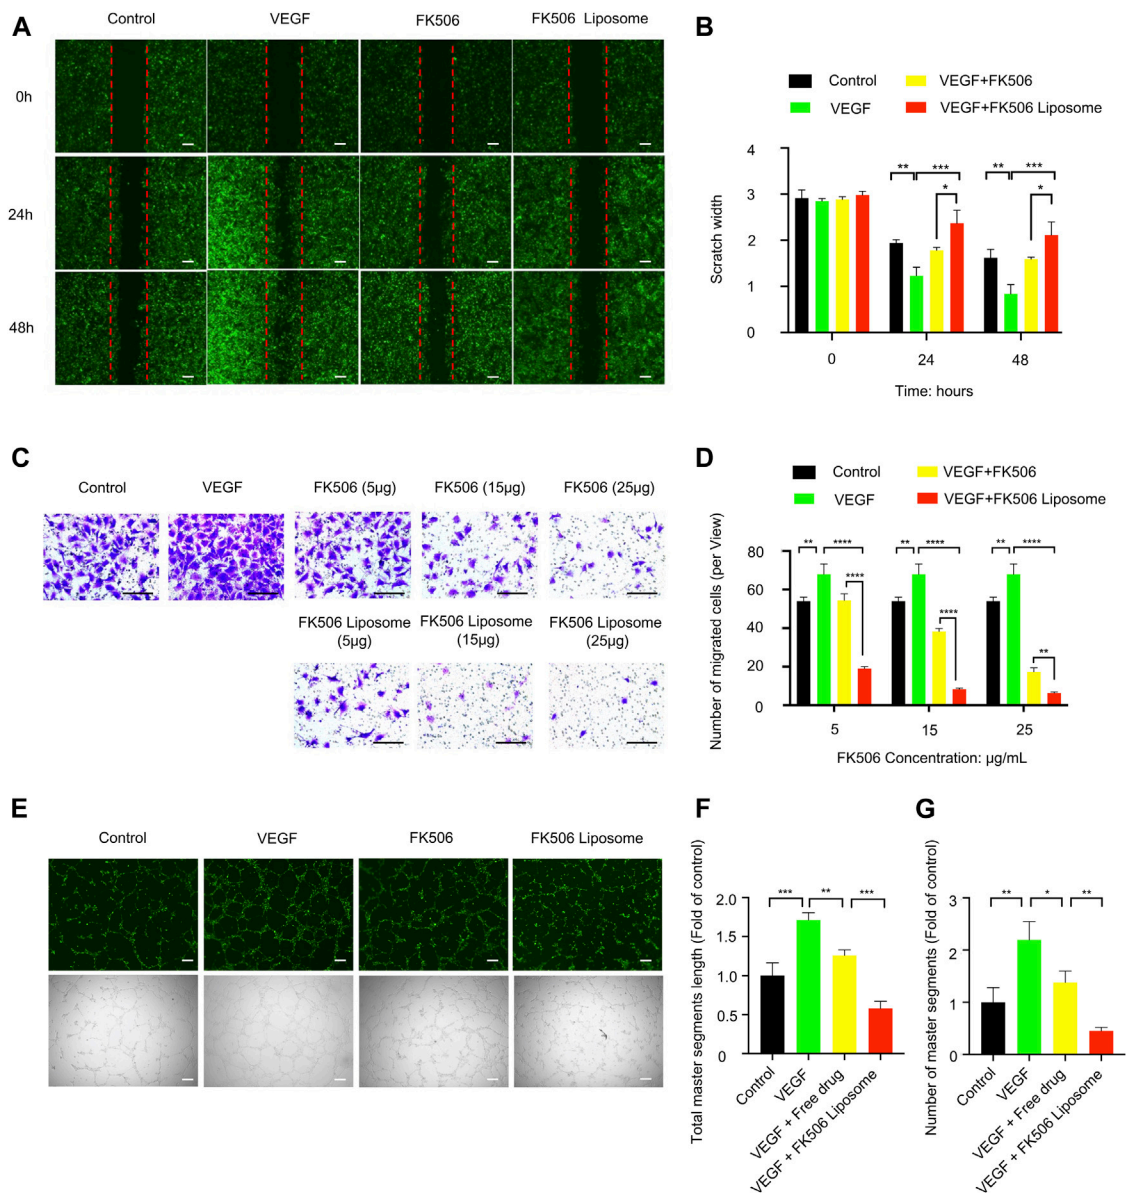 A
Control
VEGF
FK506
FK506 Liposome
0h
24h
48h
B
Control
VEGF+FK506
VEGF
VEGF+FK506 Liposome
4
3
2
1
0
** *** ** ***
* *
Scratch width
0 24 48
Time: hours
C
Control
VEGF
FK506 (5µg)
FK506 (15µg)
FK506 (25µg)
FK506 Liposome
(5µg)
FK506 Liposome
(15µg)
FK506 Liposome
(25µg)
D
Control
VEGF+FK506
VEGF
VEGF+FK506 Liposome
Number of migrated cells (per View)
80
60
40
20
0
** **** ** **** ** ****
**** **** **
5 15 25
FK506 Concentration: µg/mL
E
Control
VEGF
FK506
FK506 Liposome
F
Total master segments length (Fold of control)
2.0
1.5
1.0
0.5
0
*** ** ***
Control
VEGF
VEGF + Free drug
VEGF + FK506 Liposome
G
Number of master segments (Fold of control)
3
2
1
0
** * **
Control
VEGF
VEGF + Free drug
VEGF + FK506 Liposome